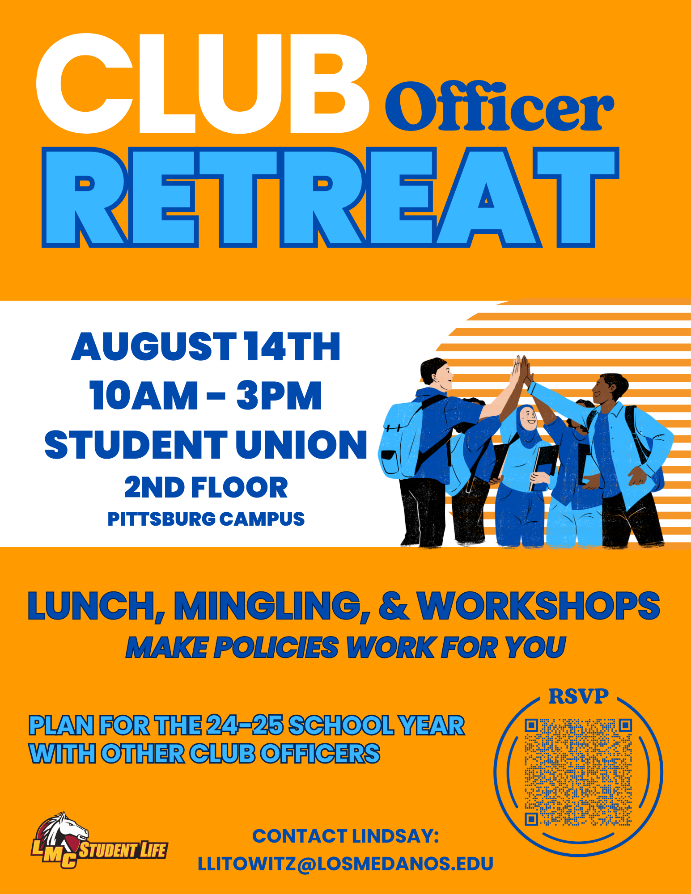 CLUB Officer
RETREAT
AUGUST 14TH
10AM – 3PM
STUDENT UNION
2ND FLOOR
PITTSBURG CAMPUS
LUNCH, MINGLING, & WORKSHOPS
MAKE POLICIES WORK FOR YOU
PLAN FOR THE 24–25 SCHOOL YEAR
WITH OTHER CLUB OFFICERS
RSVP
LMC STUDENT LIFE
CONTACT LINDSAY:
LLITOWITZ@LOSMEDANOS.EDU